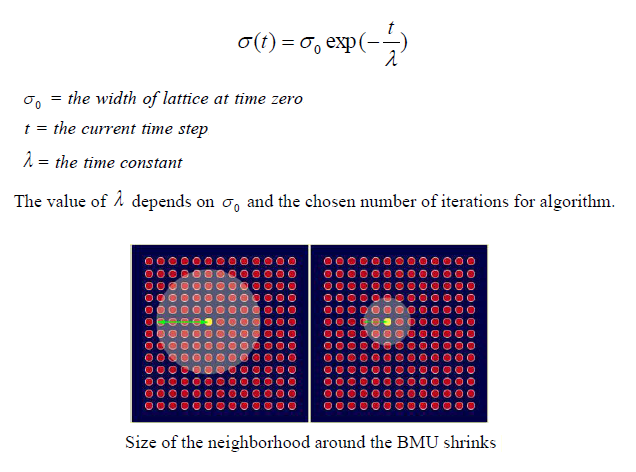 σ(t) = σ₀ exp(−t/λ)
σ₀ = the width of lattice at time zero
t = the current time step
λ = the time constant
The value of λ depends on σ₀ and the chosen number of iterations for algorithm.
Size of the neighborhood around the BMU shrinks